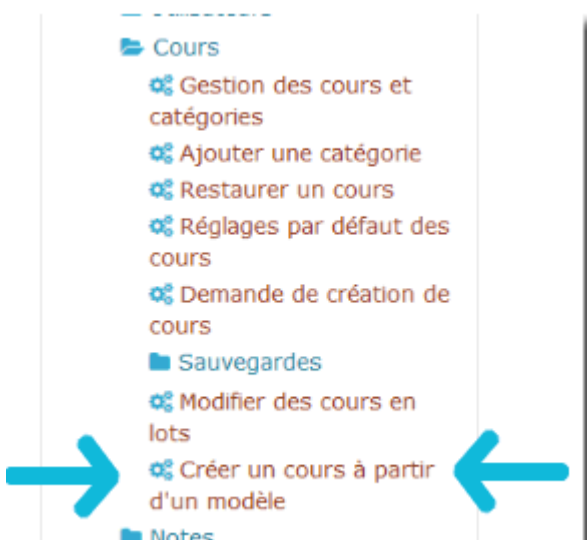 Cours
Gestion des cours et
catégories
Ajouter une catégorie
Restaurer un cours
Réglages par défaut des
cours
Demande de création de
cours
Sauvegardes
Modifier des cours en
lots
Créer un cours à partir
d'un modèle
Notes